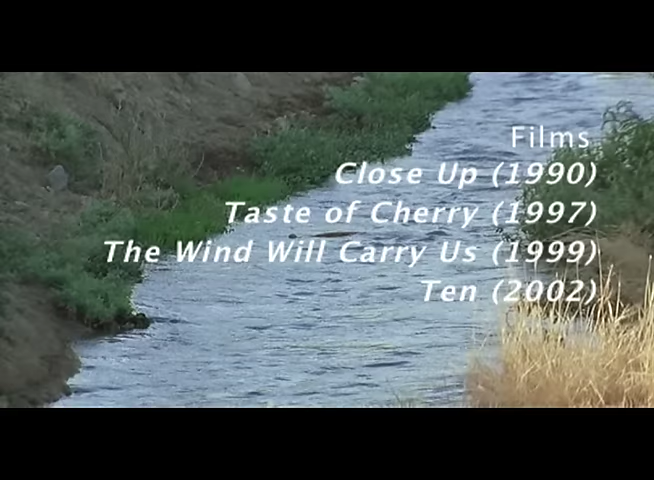 Films
Close Up (1990)
Taste of Cherry (1997)
The Wind Will Carry Us (1999)
Ten (2002)